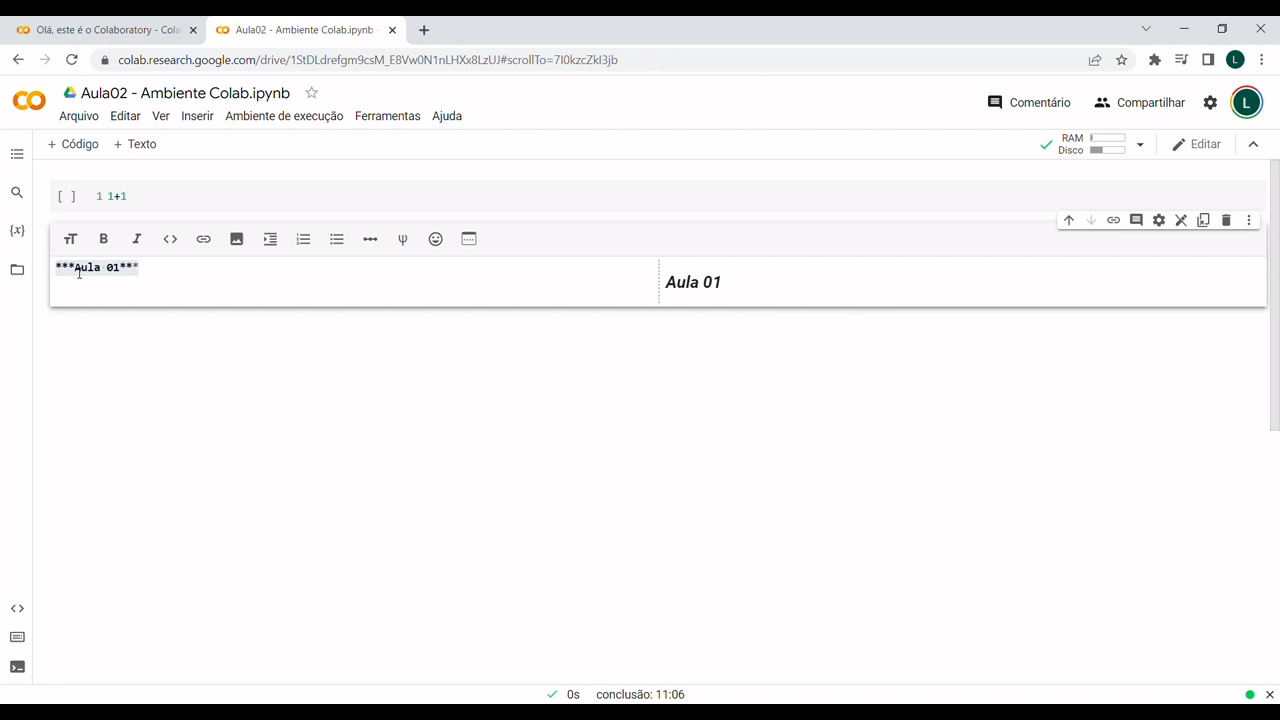 Olá, este é o Colaboratory - Cola
Aula02 - Ambiente Colab.ipynb -
colab.research.google.com/drive/1StDLdrefgm9csM_E8Vw0N1nLHXx8EzUJ#scrollTo=7I0kzcZkI3jb
L
Aula02 - Ambiente Colab.ipynb
Comentário
Compartilhar
L
Arquivo
Editar
Ver
Inserir
Ambiente de execução
Ferramentas
Ajuda
+ Código
+ Texto
RAM
Disco
Editar
{x}
[ ]
1 1+1
B
I
Ψ
***Aula 01***
Aula 01
0s
conclusão: 11:06